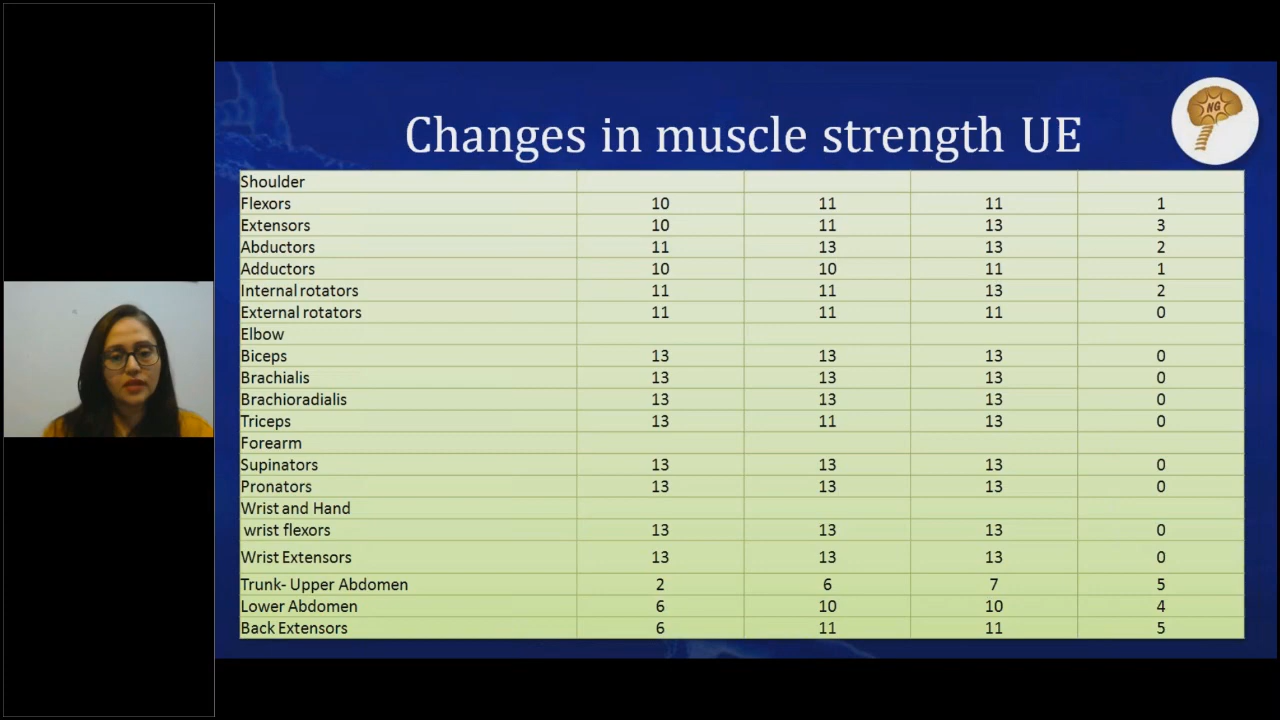 Changes in muscle strength UE
NG
Shoulder
Flexors 10 11 11 1
Extensors 10 11 13 3
Abductors 11 13 13 2
Adductors 10 10 11 1
Internal rotators 11 11 13 2
External rotators 11 11 11 0
Elbow
Biceps 13 13 13 0
Brachialis 13 13 13 0
Brachioradialis 13 13 13 0
Triceps 13 11 13 0
Forearm
Supinators 13 13 13 0
Pronators 13 13 13 0
Wrist and Hand
wrist flexors 13 13 13 0
Wrist Extensors 13 13 13 0
Trunk- Upper Abdomen 2 6 7 5
Lower Abdomen 6 10 10 4
Back Extensors 6 11 11 5